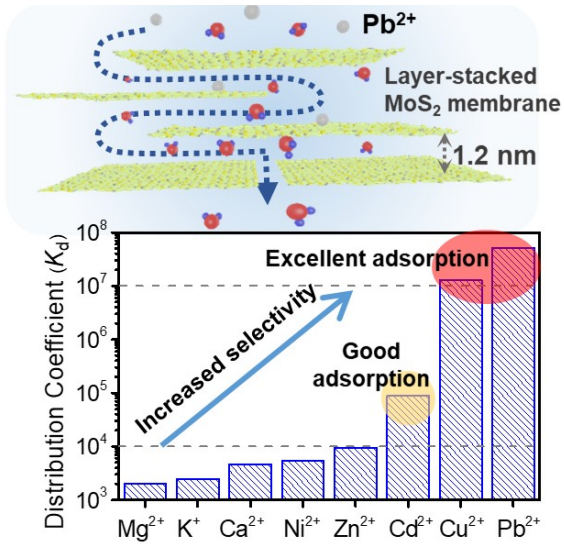 Pb²⁺
Layer-stacked
MoS₂ membrane
1.2 nm
Distribution Coefficient (Kd)
10⁸
10⁷
10⁶
10⁵
10⁴
10³
Excellent adsorption
Increased selectivity
Good
adsorption
Mg²⁺ K⁺ Ca²⁺ Ni²⁺ Zn²⁺ Cd²⁺ Cu²⁺ Pb²⁺